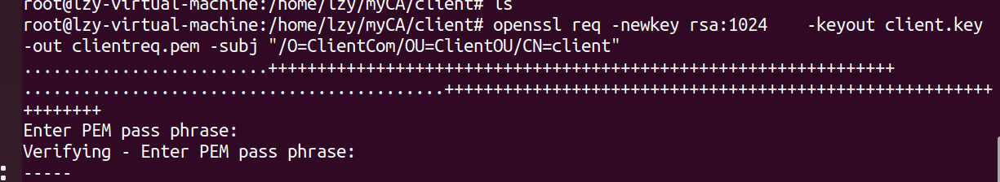 root@lzy-virtual-machine:/home/lzy/myCA/client# ls
root@lzy-virtual-machine:/home/lzy/myCA/client# openssl req -newkey rsa:1024    -keyout client.key
-out clientreq.pem -subj "/O=ClientCom/OU=ClientOU/CN=client"
.........................++++++++++++++++++++++++++++++++++++++++++++++++++++++++++++++++
...........................................++++++++++++++++++++++++++++++++++++++++++++++++++++++++
++++++++
Enter PEM pass phrase:
Verifying - Enter PEM pass phrase:
-----